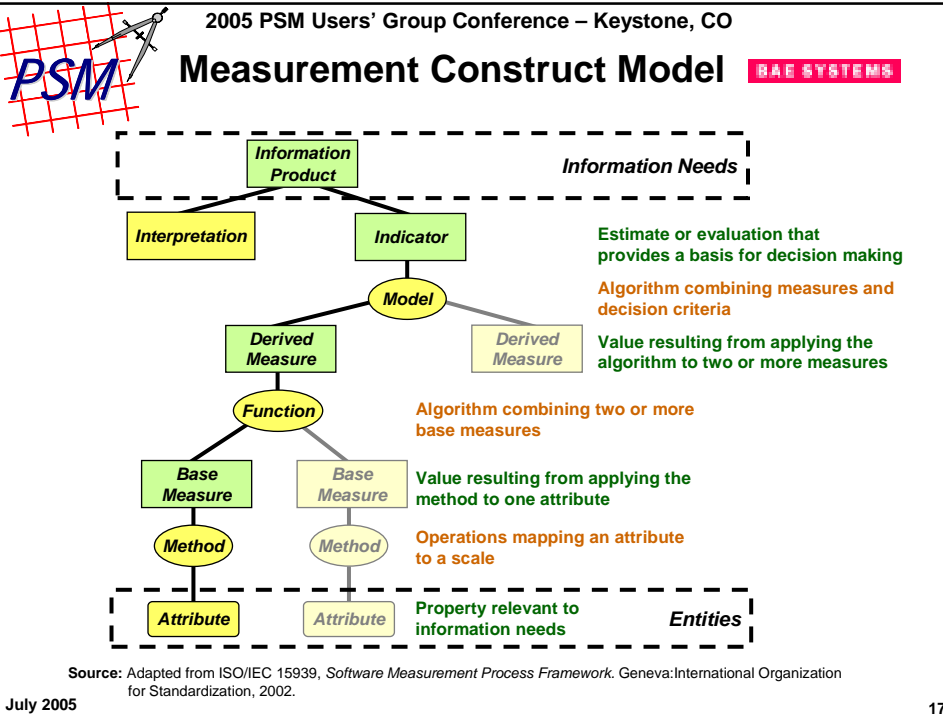 2005 PSM Users' Group Conference – Keystone, CO
PSM
Measurement Construct Model
BAE SYSTEMS
Information
Product
Information Needs
Interpretation
Indicator
Estimate or evaluation that
provides a basis for decision making
Model
Algorithm combining measures and
decision criteria
Derived
Measure
Derived
Measure
Value resulting from applying the
algorithm to two or more measures
Function
Algorithm combining two or more
base measures
Base
Measure
Base
Measure
Value resulting from applying the
method to one attribute
Method
Method
Operations mapping an attribute
to a scale
Attribute
Attribute
Property relevant to
information needs
Entities
Source: Adapted from ISO/IEC 15939, Software Measurement Process Framework. Geneva:International Organization
for Standardization, 2002.
July 2005
17